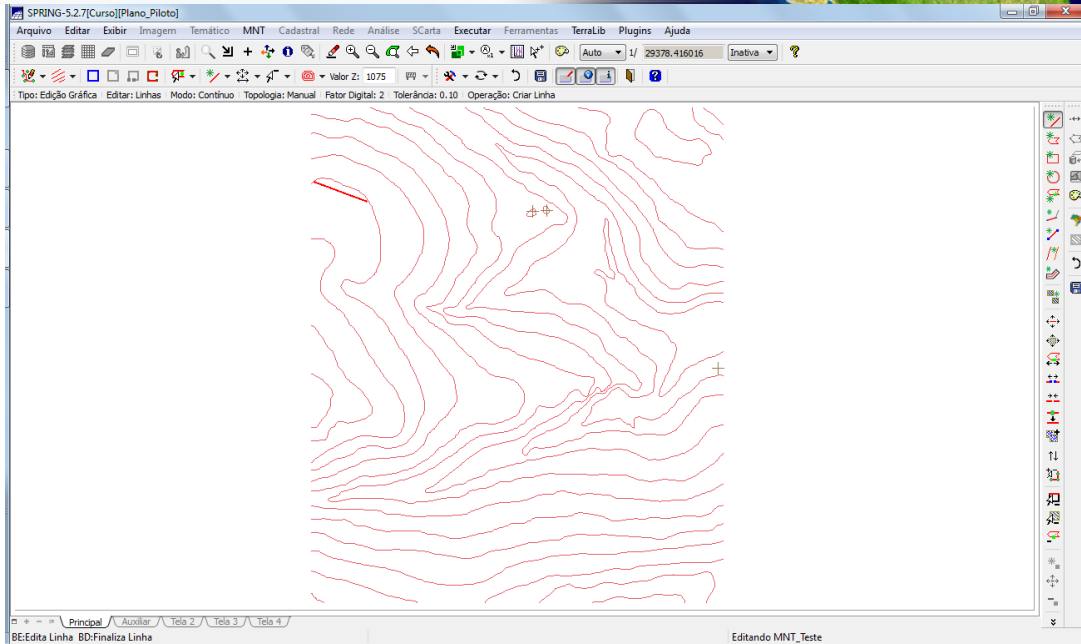 SPRING-5.2.7[Curso][Plano_Piloto]
Arquivo Editar Exibir Imagem Temático MNT Cadastral Rede Análise SCarta Executar Ferramentas TerraLib Plugins Ajuda
Auto 1/ 29378.416016 Inativa
Valor Z: 1075
Tipo: Edição Gráfica Editar: Linhas Modo: Contínuo Topologia: Manual Fator Digital: 2 Tolerância: 0.10 Operação: Criar Linha
Principal Auxiliar Tela 2 Tela 3 Tela 4
BE:Edita Linha BD:Finaliza Linha Editando MNT_Teste